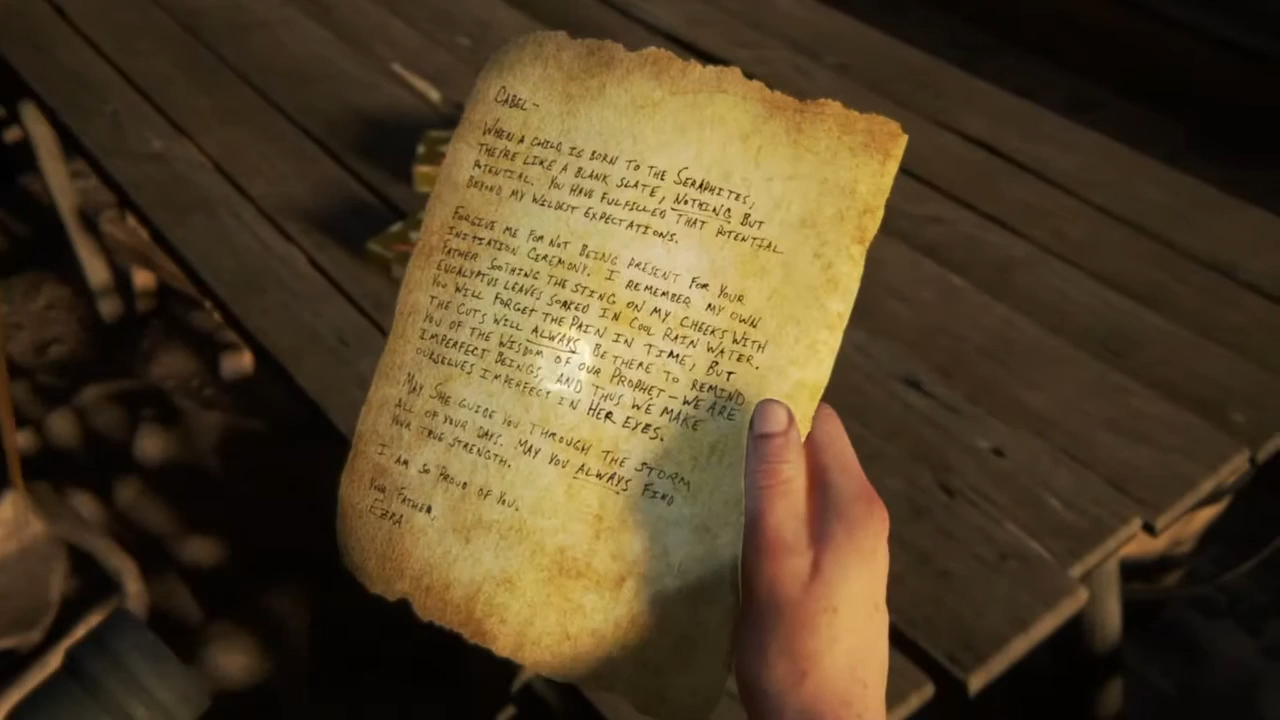 CABEL-
WHEN A CHILD IS BORN TO THE SERAPHITES,
THEY'RE LIKE A BLANK SLATE, NOTHING BUT
POTENTIAL. YOU HAVE FULFILLED THAT POTENTIAL
BEYOND MY WILDEST EXPECTATIONS.
FORGIVE ME FOR NOT BEING PRESENT FOR YOUR
INITIATION CEREMONY. I REMEMBER MY OWN
FATHER SOOTHING THE STING ON MY CHEEKS WITH
EUCALYPTUS LEAVES SOAKED IN COOL RAIN WATER.
YOU WILL FORGET THE PAIN IN TIME, BUT
THE CUTS WILL ALWAYS BE THERE TO REMIND
YOU OF THE WISDOM OF OUR PROPHET - WE ARE
IMPERFECT BEINGS, AND THUS WE MAKE
OURSELVES IMPERFECT IN HER EYES.
MAY SHE GUIDE YOU THROUGH THE STORM
ALL OF YOUR DAYS. MAY YOU ALWAYS FIND
YOUR TRUE STRENGTH.
I AM SO PROUD OF YOU.
YOUR FATHER,
EZRA